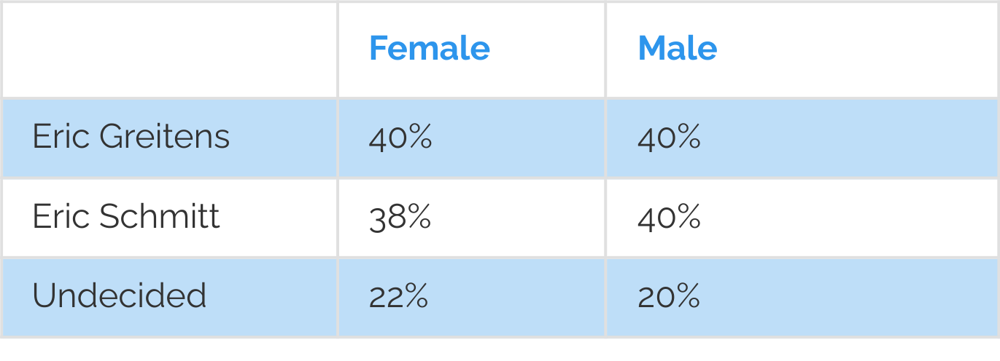 Female Male
Eric Greitens 40% 40%
Eric Schmitt 38% 40%
Undecided 22% 20%